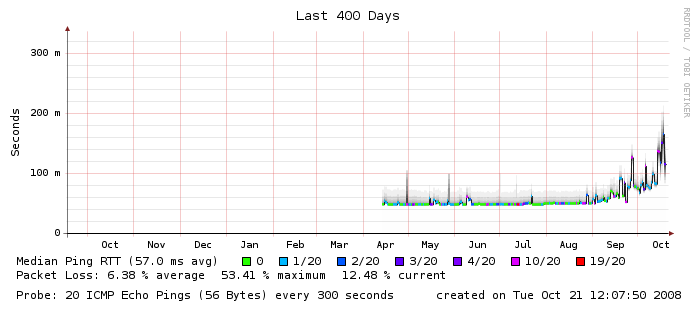 Last 400 Days
RRDTOOL / TOBI OETIKER
Seconds
300 m
200 m
100 m
0
Oct Nov Dec Jan Feb Mar Apr May Jun Jul Aug Sep Oct
Median Ping RTT (57.0 ms avg) 0 1/20 2/20 3/20 4/20 10/20 19/20
Packet Loss: 6.38 % average 53.41 % maximum 12.48 % current
Probe: 20 ICMP Echo Pings (56 Bytes) every 300 seconds created on Tue Oct 21 12:07:50 2008